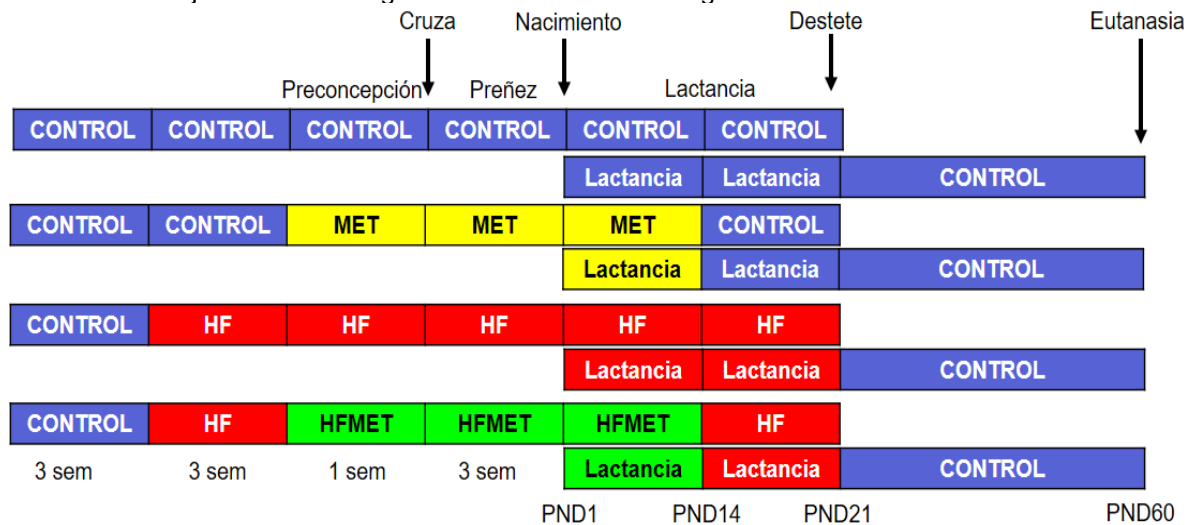 Cruza Nacimiento Destete Eutanasia
Preconcepción Preñez Lactancia
CONTROL CONTROL CONTROL CONTROL CONTROL CONTROL
Lactancia Lactancia CONTROL
CONTROL CONTROL MET MET MET CONTROL
Lactancia Lactancia CONTROL
CONTROL HF HF HF HF HF
Lactancia Lactancia CONTROL
CONTROL HF HFMET HFMET HFMET HF
3 sem 3 sem 1 sem 3 sem Lactancia Lactancia CONTROL
PND1 PND14 PND21 PND60